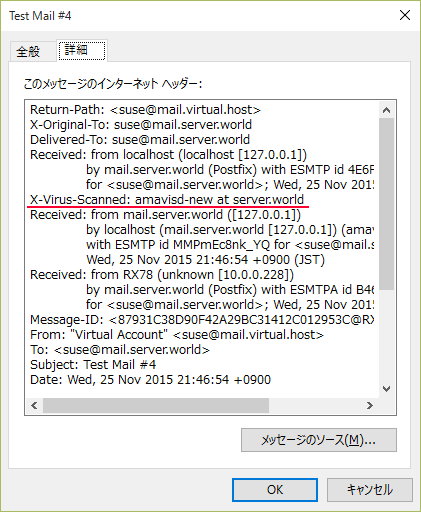 Test Mail #4
全般
詳細
このメッセージのインターネット ヘッダー:
Return-Path: <suse@mail.virtual.host>
X-Original-To: suse@mail.server.world
Delivered-To: suse@mail.server.world
Received: from localhost (localhost [127.0.0.1])
by mail.server.world (Postfix) with ESMTP id 4E6F
for <suse@mail.server.world>; Wed, 25 Nov 2015
X-Virus-Scanned: amavisd-new at server.world
Received: from mail.server.world ([127.0.0.1])
by localhost (mail.server.world [127.0.0.1]) (amav
with ESMTP id MMPmEc8nk_YQ for <suse@mail.s
Wed, 25 Nov 2015 21:46:54 +0900 (JST)
Received: from RX78 (unknown [10.0.0.228])
by mail.server.world (Postfix) with ESMTPA id B46
for <suse@mail.server.world>; Wed, 25 Nov 2015
Message-ID: <87931C38D90F42A29BC31412C012953C@RX
From: "Virtual Account" <suse@mail.virtual.host>
To: <suse@mail.server.world>
Subject: Test Mail #4
Date: Wed, 25 Nov 2015 21:46:54 +0900
メッセージのソース(M)...
OK
キャンセル